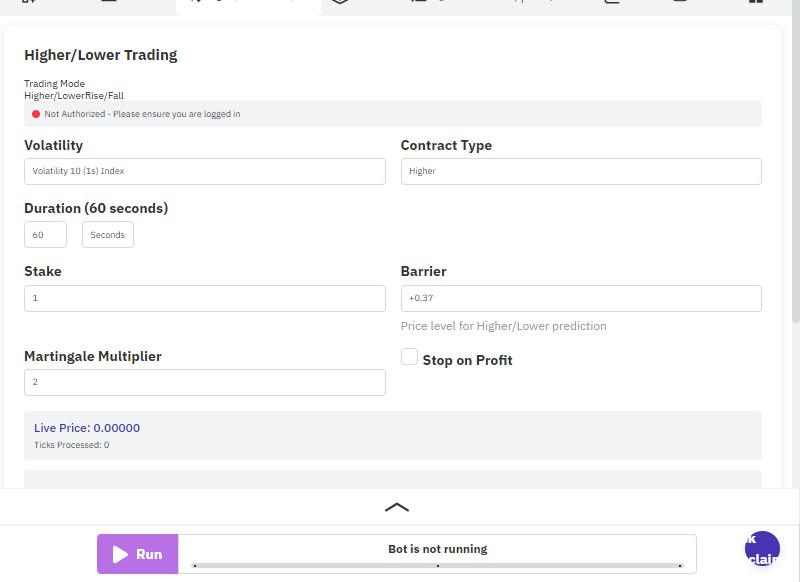 Higher/Lower Trading
Trading Mode
Higher/LowerRise/Fall
Not Authorized - Please ensure you are logged in
Volatility
Contract Type
Volatility 10 (1s) Index
Higher
Duration (60 seconds)
60
Seconds
Stake
Barrier
1
+0.37
Price level for Higher/Lower prediction
Martingale Multiplier
Stop on Profit
2
Live Price: 0.00000
Ticks Processed: 0
Run
Bot is not running